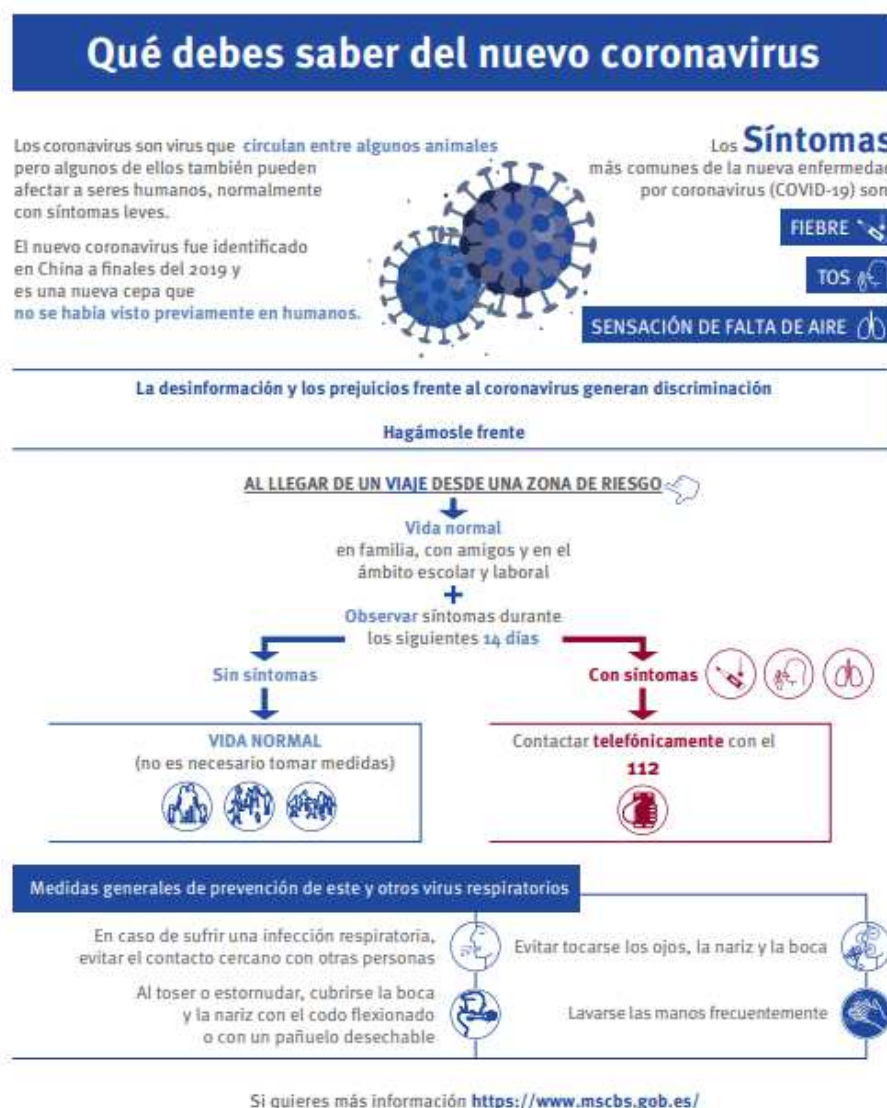 Qué debes saber del nuevo coronavirus
Los coronavirus son virus que circulan entre algunos animales
pero algunos de ellos también pueden
afectar a seres humanos, normalmente
con síntomas leves.
El nuevo coronavirus fue identificado
en China a finales del 2019 y
es una nueva cepa que
no se había visto previamente en humanos.
Los Síntomas
más comunes de la nueva enfermedad
por coronavirus (COVID-19) son
FIEBRE
TOS
SENSACIÓN DE FALTA DE AIRE
La desinformación y los prejuicios frente al coronavirus generan discriminación
Hagámosle frente
AL LLEGAR DE UN VIAJE DESDE UNA ZONA DE RIESGO
Vida normal
en familia, con amigos y en el
ámbito escolar y laboral
+
Observar síntomas durante
los siguientes 14 días
Sin síntomas
VIDA NORMAL
(no es necesario tomar medidas)
Con síntomas
Contactar telefónicamente con el
112
Medidas generales de prevención de este y otros virus respiratorios
En caso de sufrir una infección respiratoria,
evitar el contacto cercano con otras personas
Al toser o estornudar, cubrirse la boca
y la nariz con el codo flexionado
o con un pañuelo desechable
Evitar tocarse los ojos, la nariz y la boca
Lavarse las manos frecuentemente
Si quieres más información https://www.mscbs.gob.es/